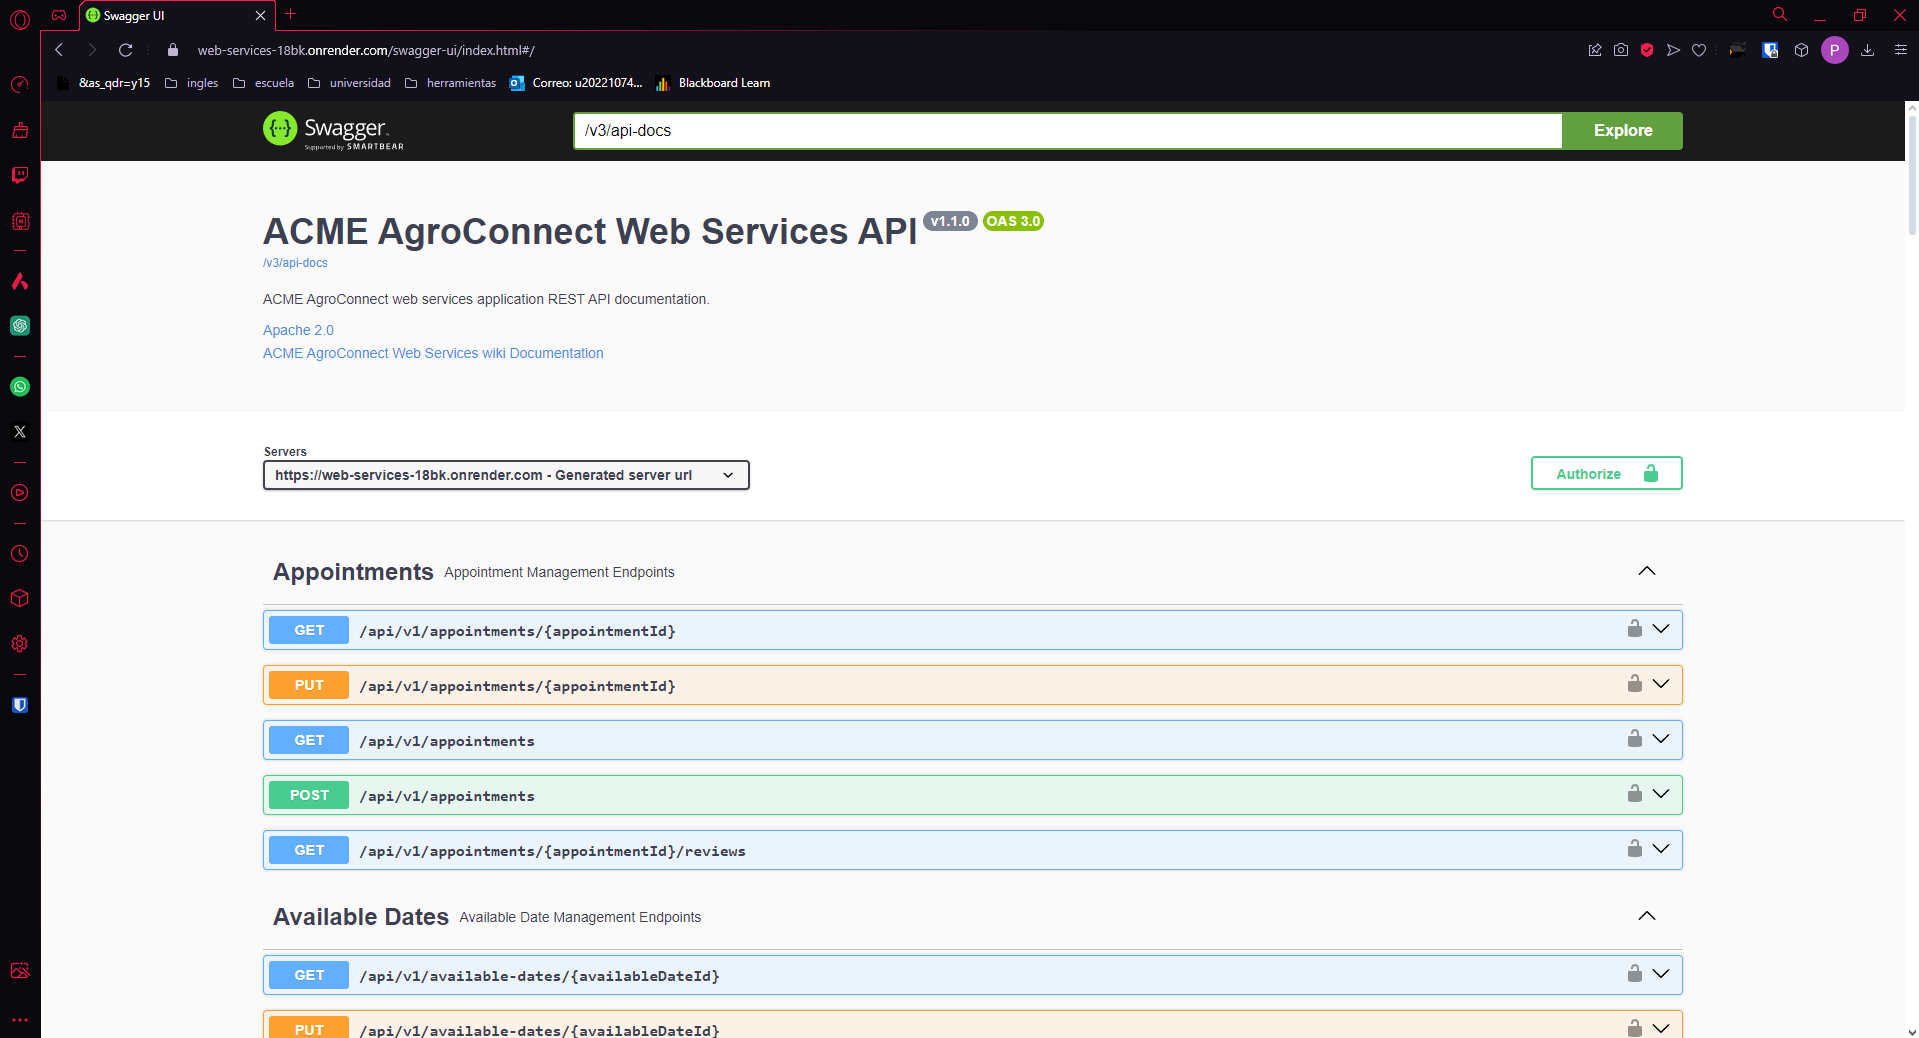 Swagger UI
web-services-18bk.onrender.com/swagger-ui/index.html#/
P
&as_qdr=y15 ingles escuela universidad herramientas Correo: u20221074... Blackboard Learn
Swagger
Supported by SMARTBEAR
/v3/api-docs
Explore
ACME AgroConnect Web Services API v1.1.0 OAS 3.0
/v3/api-docs
ACME AgroConnect web services application REST API documentation.
Apache 2.0
ACME AgroConnect Web Services wiki Documentation
Servers
https://web-services-18bk.onrender.com - Generated server url
Authorize
Appointments Appointment Management Endpoints
GET /api/v1/appointments/{appointmentId}
PUT /api/v1/appointments/{appointmentId}
GET /api/v1/appointments
POST /api/v1/appointments
GET /api/v1/appointments/{appointmentId}/reviews
Available Dates Available Date Management Endpoints
GET /api/v1/available-dates/{availableDateId}
PUT /api/v1/available-dates/{availableDateId}